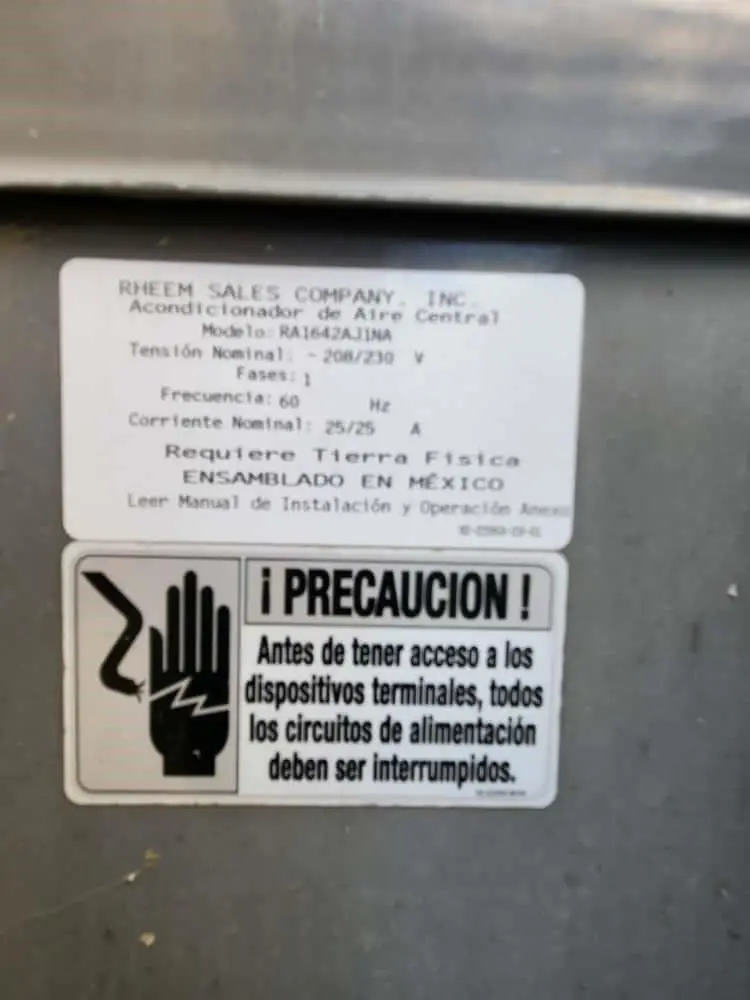 RHEEM SALES COMPANY, INC.
Acondicionador de Aire Central
Modelo: RA1642AJ1NA
Tensión Nominal: ~ 208/230 V
Fases: 1
Frecuencia: 60 Hz
Corriente Nominal: 25/25 A
Requiere Tierra Física
ENSAMBLADO EN MÉXICO
Leer Manual de Instalación y Operación Anexo
¡ PRECAUCION !
Antes de tener acceso a los
dispositivos terminales, todos
los circuitos de alimentación
deben ser interrumpidos.